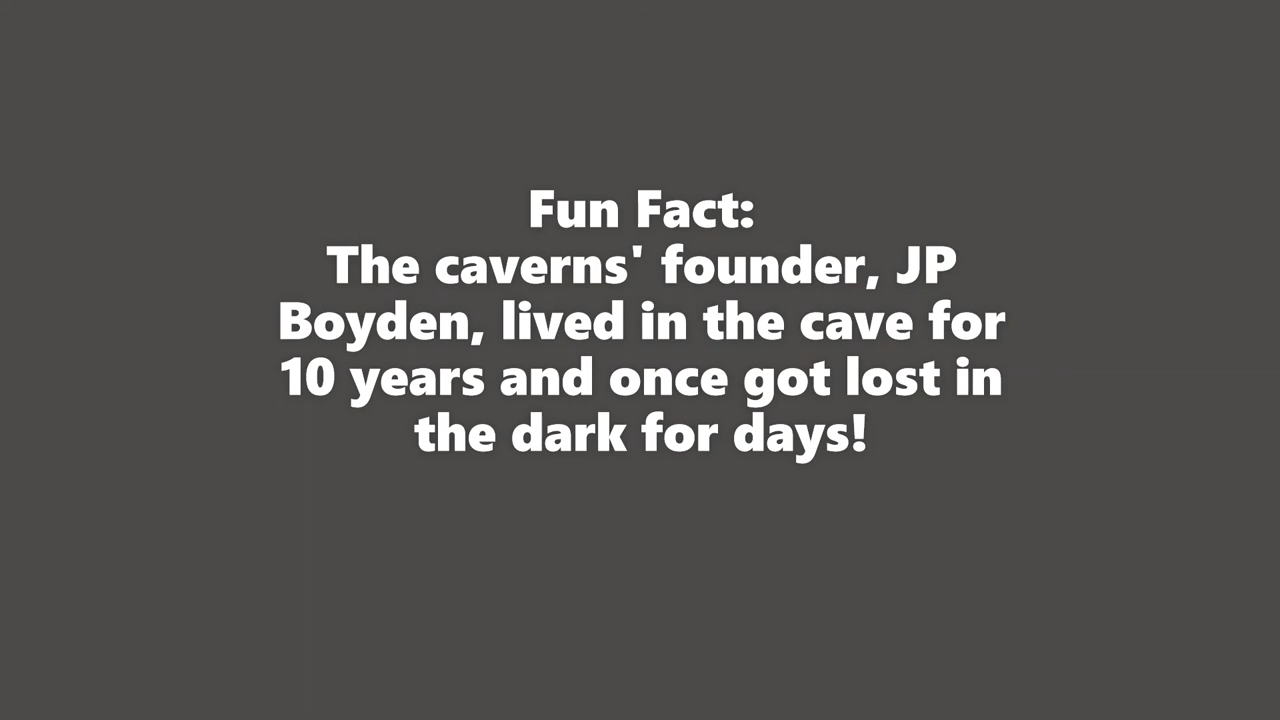 Fun Fact:
The caverns' founder, JP
Boyden, lived in the cave for
10 years and once got lost in
the dark for days!